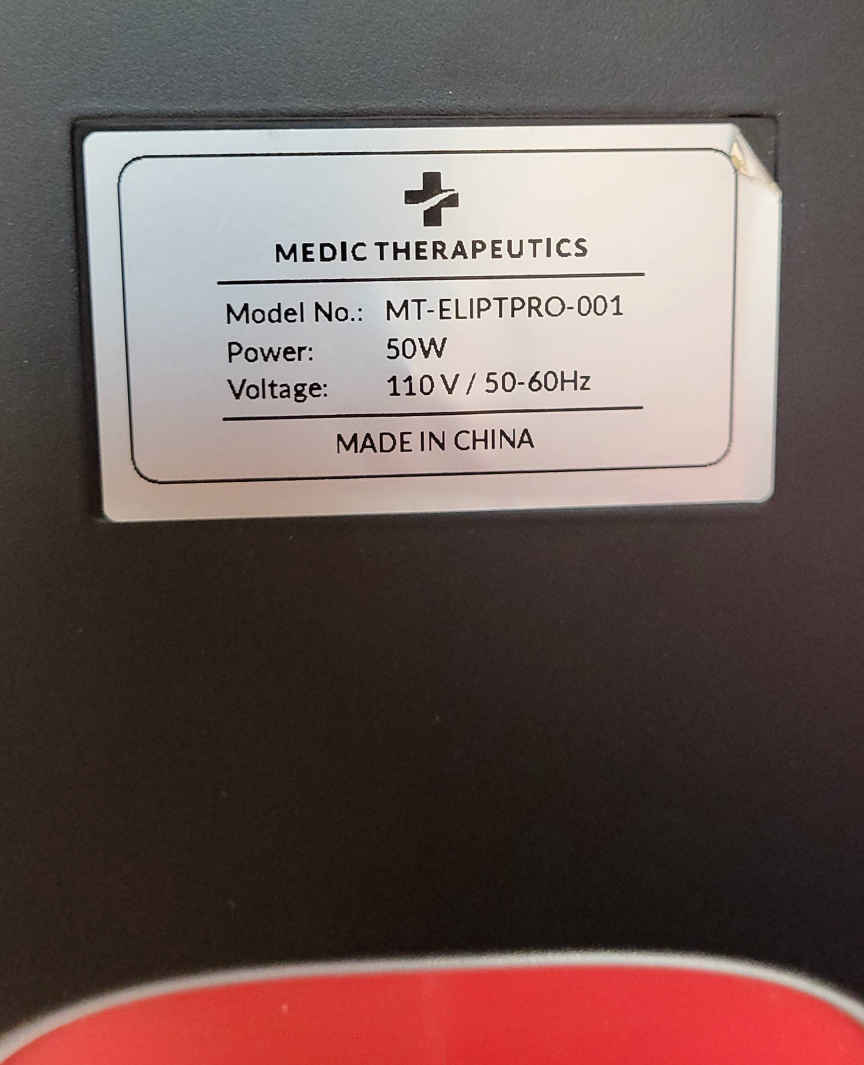 MEDIC THERAPEUTICS
Model No.: MT-ELIPTPRO-001
Power: 50W
Voltage: 110 V / 50-60Hz
MADE IN CHINA